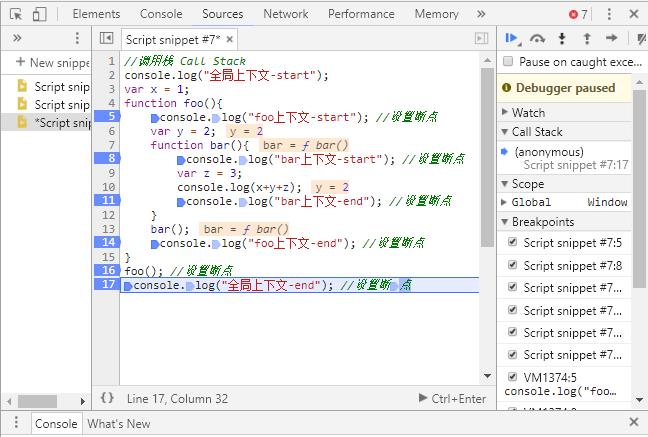 Elements Console Sources Network Performance Memory » 7
»
Script snippet #7* ×
New snippe
Script snip
Script snip
*Script snip
1 //调用栈 Call Stack
2 console.log("全局上下文-start");
3 var x = 1;
4 function foo(){
5 console.log("foo上下文-start"); //设置断点
6 var y = 2; y = 2
7 function bar(){ bar = ƒ bar()
8 console.log("bar上下文-start"); //设置断点
9 var z = 3;
10 console.log(x+y+z); y = 2
11 console.log("bar上下文-end"); //设置断点
12 }
13 bar(); bar = ƒ bar()
14 console.log("foo上下文-end"); //设置断点
15 }
16 foo(); //设置断点
17 console.log("全局上下文-end"); //设置断点
{} Line 17, Column 32 Ctrl+Enter
Pause on caught exce...
Debugger paused
Watch
Call Stack
(anonymous)
Script snippet #7:17
Scope
Global Window
Breakpoints
Script snippet #7:5
Script snippet #7:8
Script snippet #7...
Script snippet #7...
Script snippet #7...
Script snippet #7...
VM1374:5
console.log("foo...
Console What's New